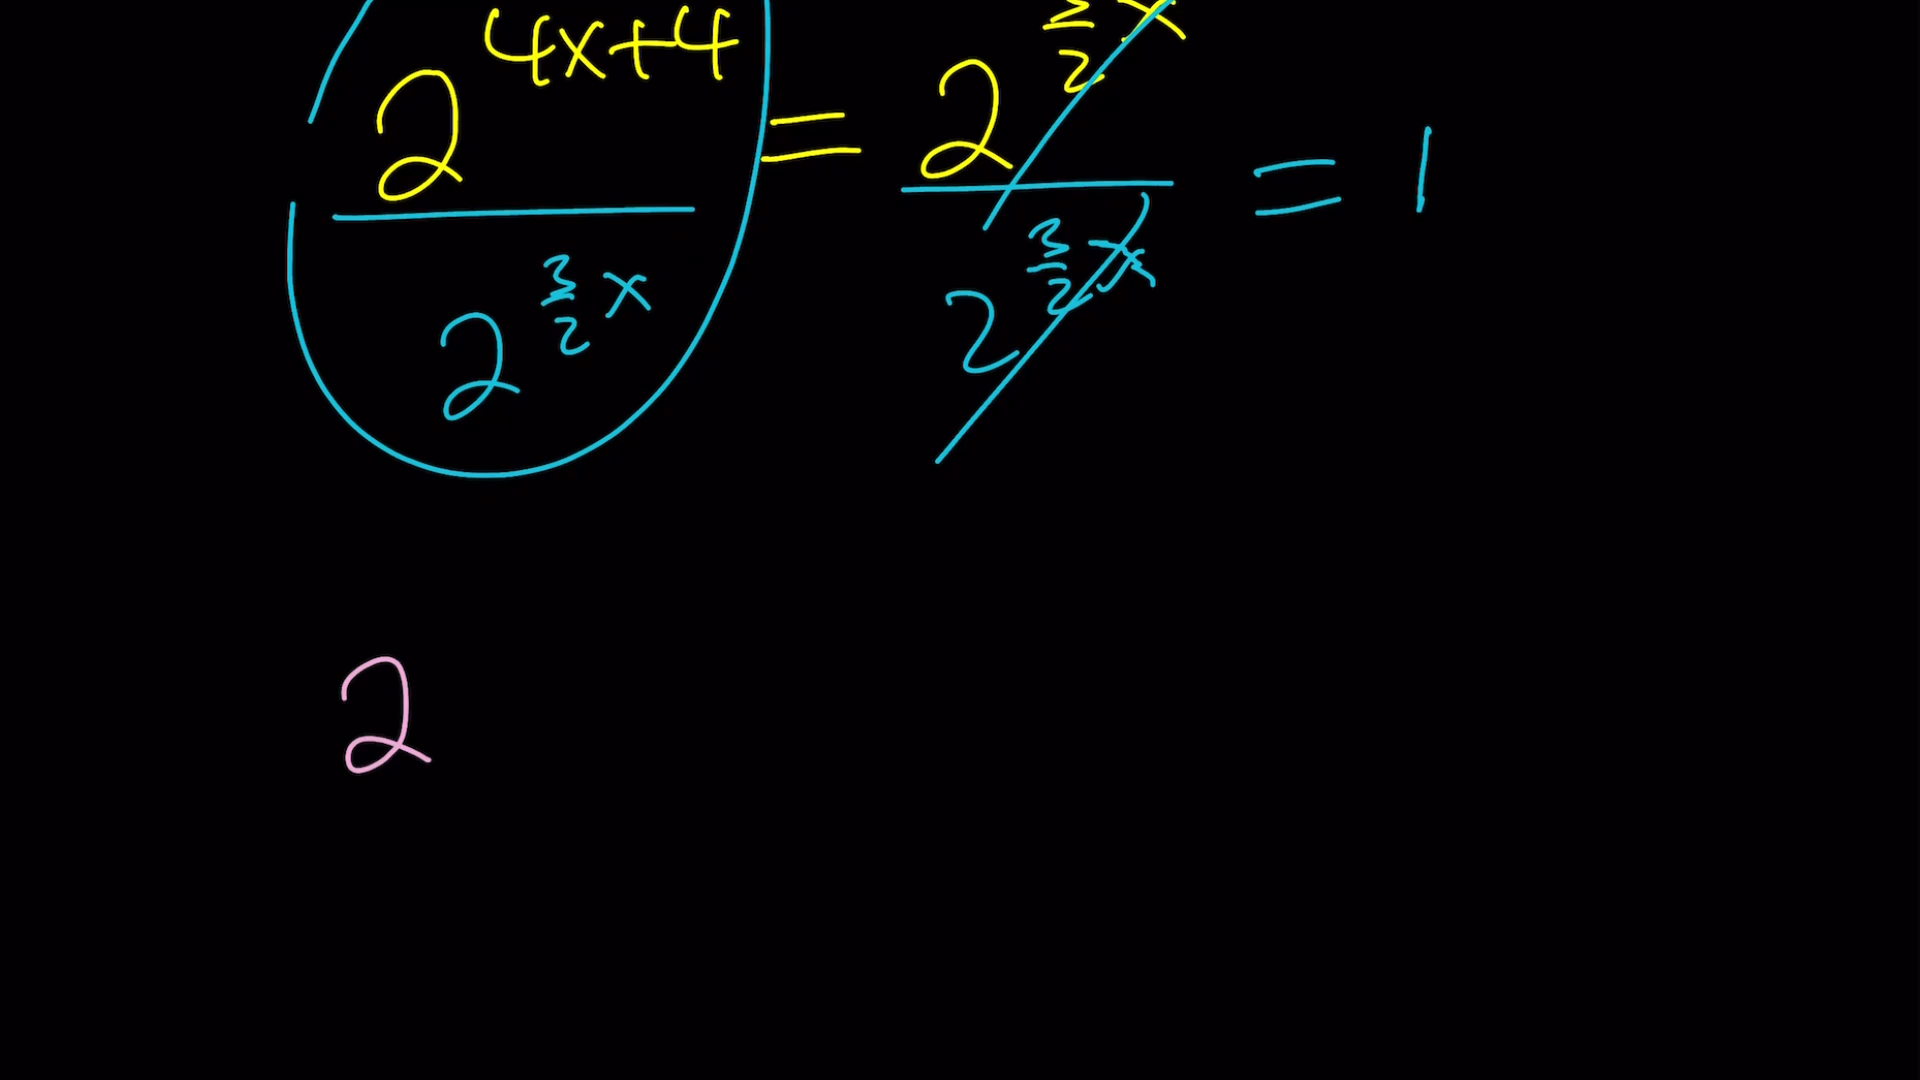 2^{4x+4} / 2^{3/2 x} = 2^{3/2 x} / 2^{3/2 x} = 1
2